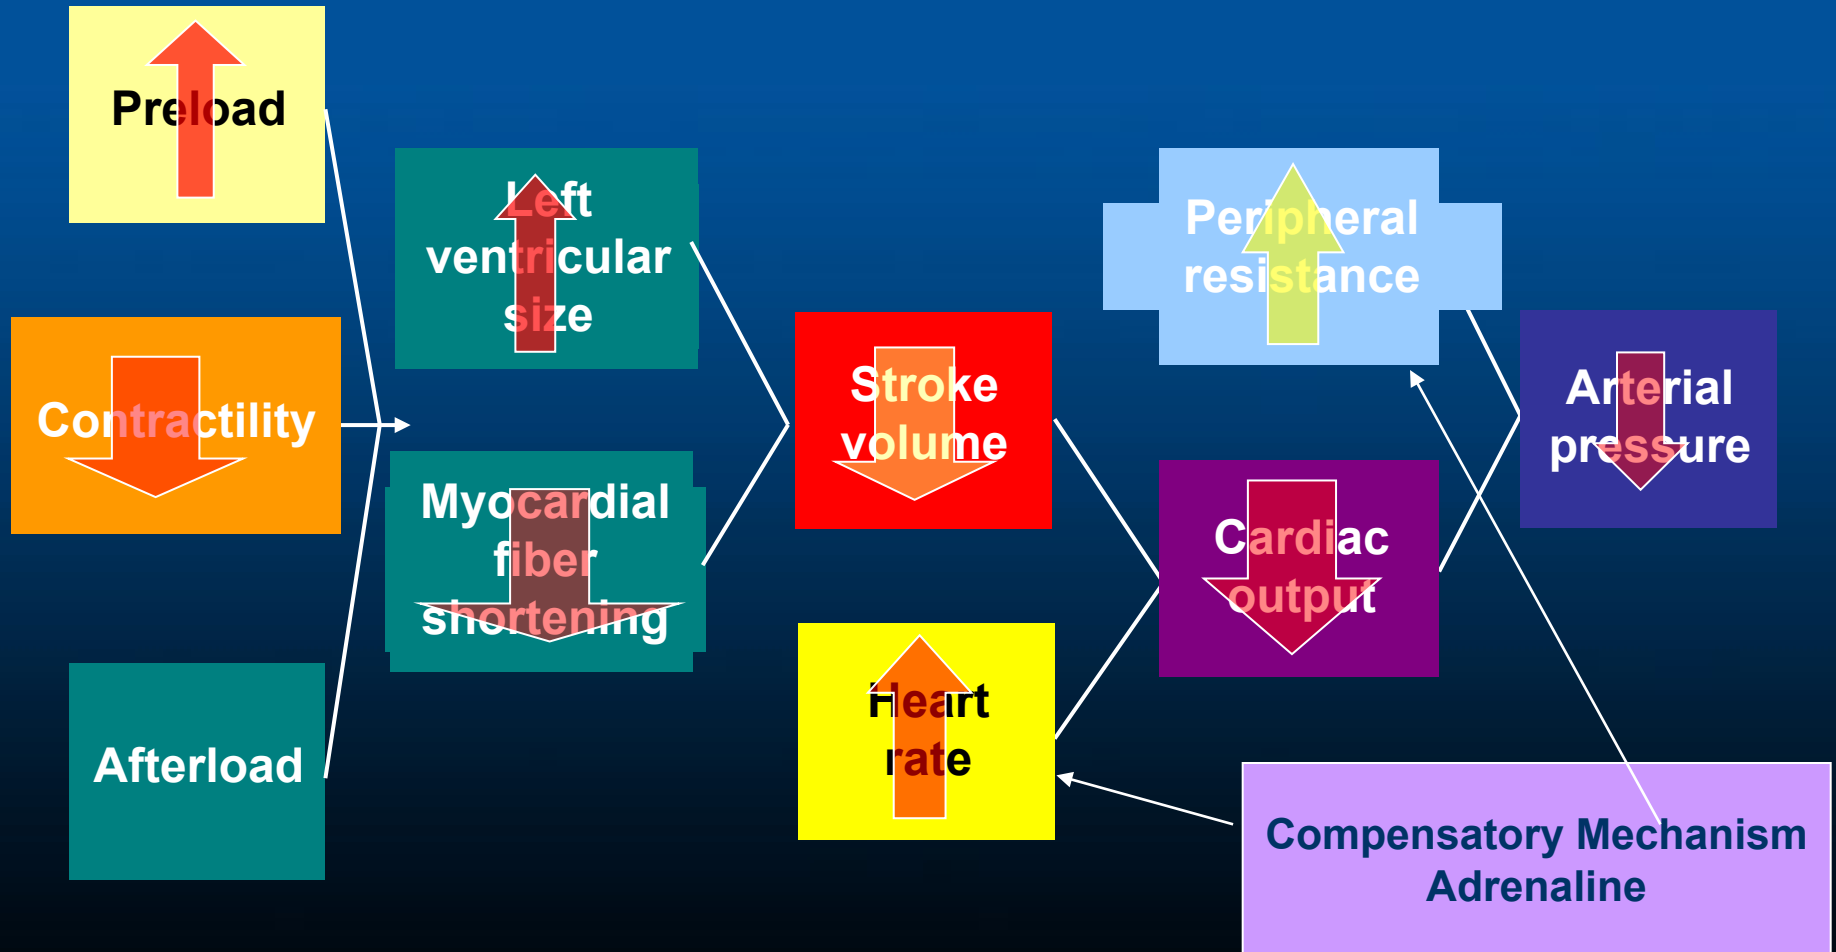 Preload
Contractility
Afterload
Left
ventricular
size
Myocardial
fiber
shortening
Stroke
volume
Heart
rate
Peripheral
resistance
Cardiac
output
Arterial
pressure
Compensatory Mechanism
Adrenaline